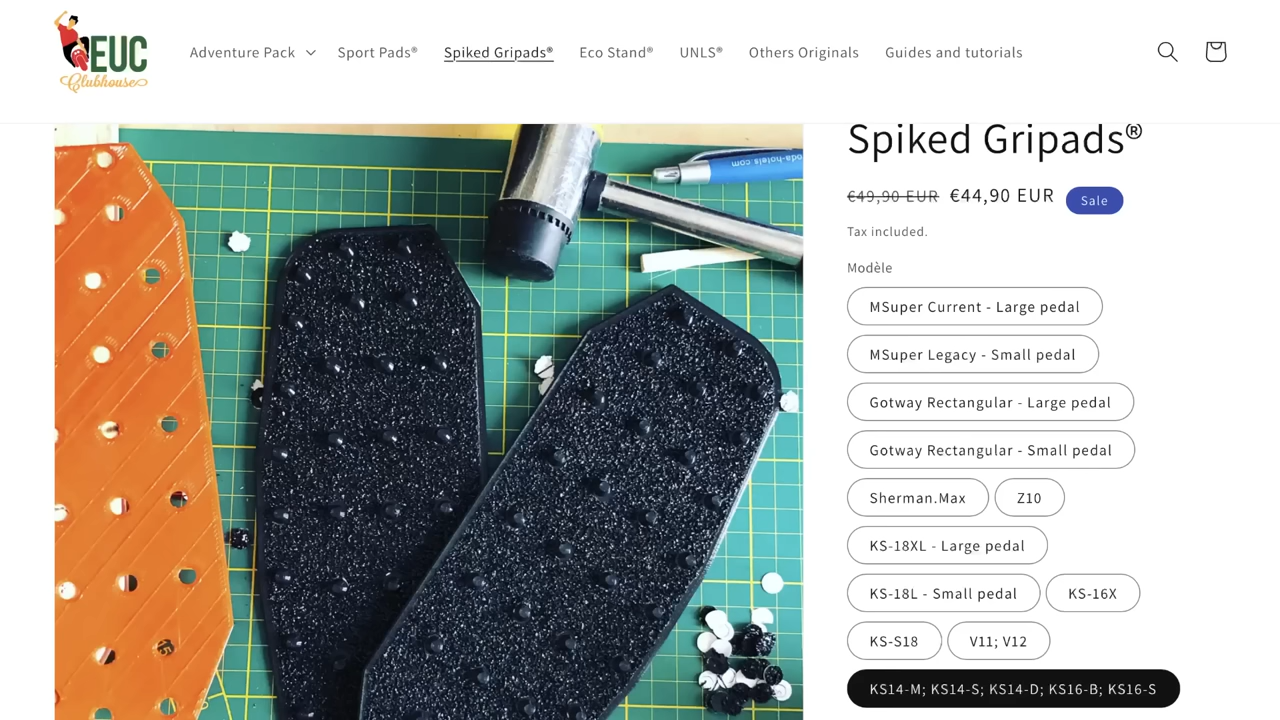 EUC
Clubhouse
Adventure Pack
Sport Pads®
Spiked Gripads®
Eco Stand®
UNLS®
Others Originals
Guides and tutorials
oda-hotels.com
Spiked Gripads®
€49,90 EUR €44,90 EUR Sale
Tax included.
Modèle
MSuper Current - Large pedal
MSuper Legacy - Small pedal
Gotway Rectangular - Large pedal
Gotway Rectangular - Small pedal
Sherman.Max
Z10
KS-18XL - Large pedal
KS-18L - Small pedal
KS-16X
KS-S18
V11; V12
KS14-M; KS14-S; KS14-D; KS16-B; KS16-S